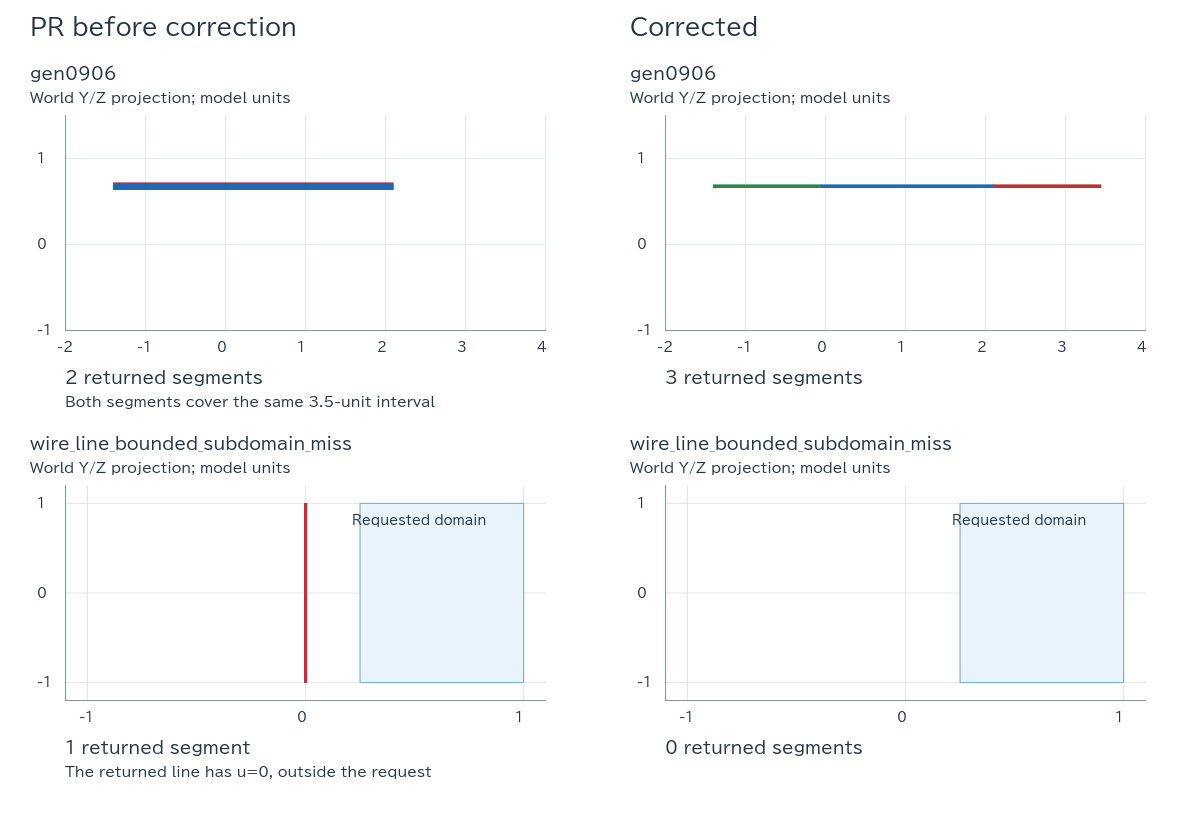 PR before correction
Corrected
gen0906
World Y/Z projection; model units
1
0
-1
-2 -1 0 1 2 3 4
2 returned segments
Both segments cover the same 3.5-unit interval
gen0906
World Y/Z projection; model units
1
0
-1
-2 -1 0 1 2 3 4
3 returned segments
wire_line_bounded_subdomain_miss
World Y/Z projection; model units
1
Requested domain
0
-1
-1 0 1
1 returned segment
The returned line has u=0, outside the request
wire_line_bounded_subdomain_miss
World Y/Z projection; model units
1
Requested domain
0
-1
-1 0 1
0 returned segments